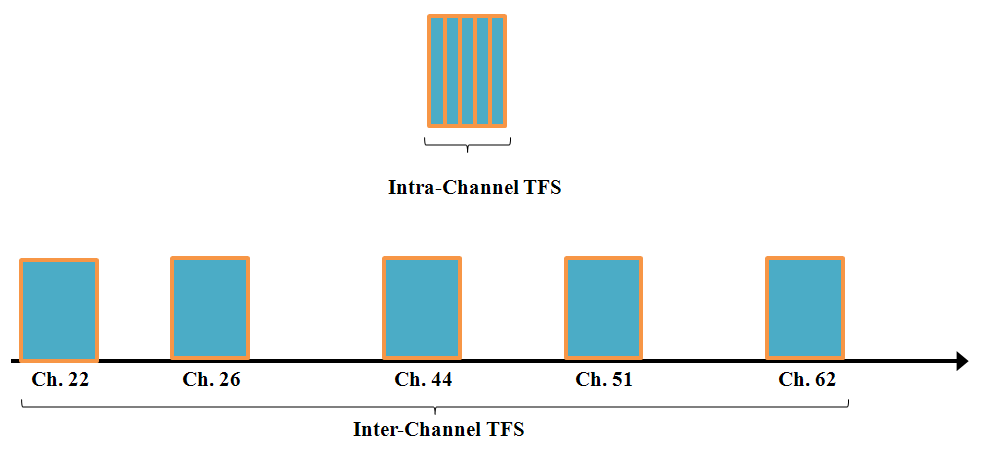 Intra-Channel TFS
Ch. 22 Ch. 26 Ch. 44 Ch. 51 Ch. 62
Inter-Channel TFS